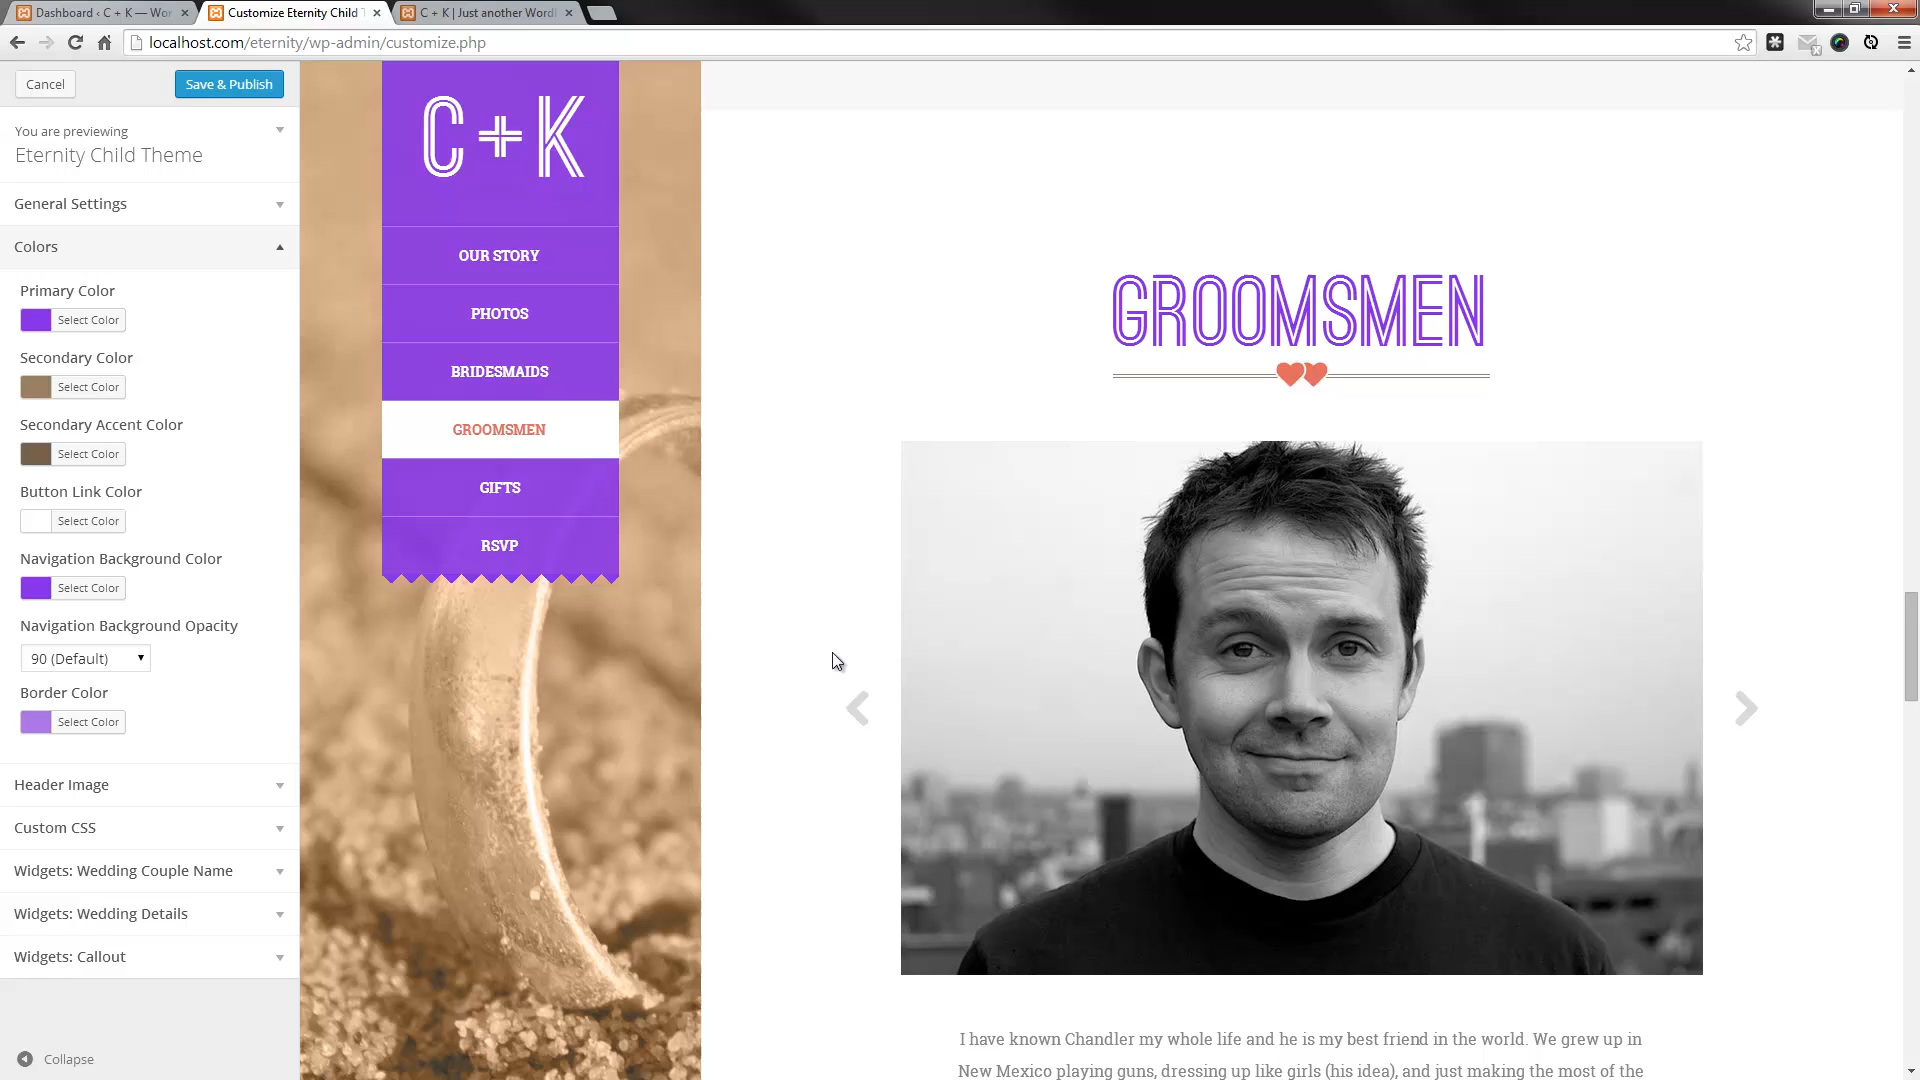 Dashboard ‹ C + K — Wor
Customize Eternity Child T
C + K | Just another Word
localhost.com/eternity/wp-admin/customize.php
Cancel
Save & Publish
You are previewing
Eternity Child Theme
General Settings
Colors
Primary Color
Select Color
Secondary Color
Select Color
Secondary Accent Color
Select Color
Button Link Color
Select Color
Navigation Background Color
Select Color
Navigation Background Opacity
90 (Default)
Border Color
Select Color
Header Image
Custom CSS
Widgets: Wedding Couple Name
Widgets: Wedding Details
Widgets: Callout
Collapse
C + K
OUR STORY
PHOTOS
BRIDESMAIDS
GROOMSMEN
GIFTS
RSVP
GROOMSMEN
I have known Chandler my whole life and he is my best friend in the world. We grew up in
New Mexico playing guns, dressing up like girls (his idea), and just making the most of the